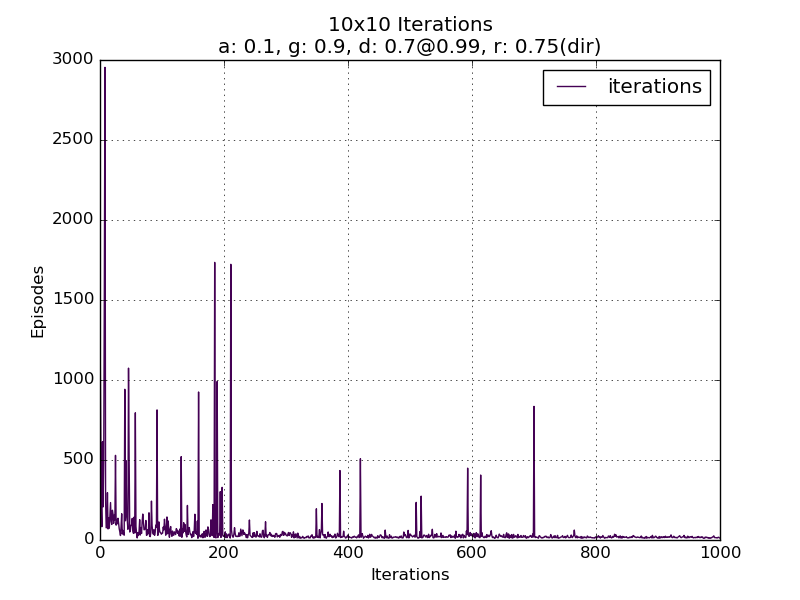 10x10 Iterations
a: 0.1, g: 0.9, d: 0.7@0.99, r: 0.75(dir)
iterations
3000
2500
2000
1500
1000
500
0
Episodes
0 200 400 600 800 1000
Iterations